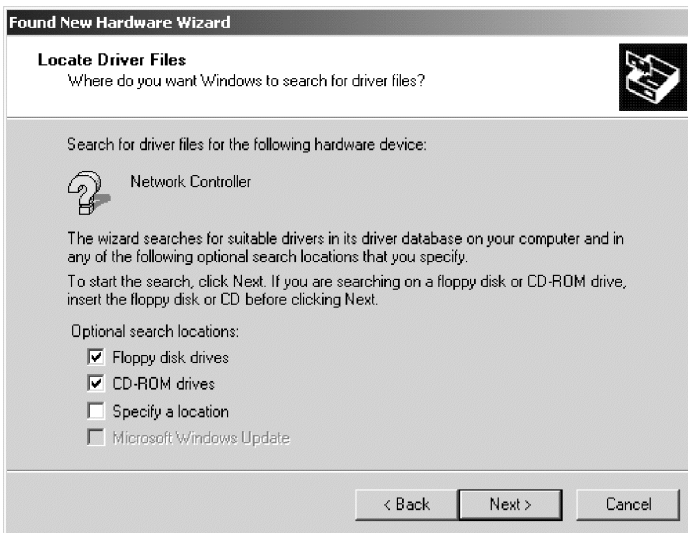 Found New Hardware Wizard
Locate Driver Files
Where do you want Windows to search for driver files?
Search for driver files for the following hardware device:
Network Controller
The wizard searches for suitable drivers in its driver database on your computer and in
any of the following optional search locations that you specify.
To start the search, click Next. If you are searching on a floppy disk or CD-ROM drive,
insert the floppy disk or CD before clicking Next.
Optional search locations:
Floppy disk drives
CD-ROM drives
Specify a location
Microsoft Windows Update
< Back Next > Cancel